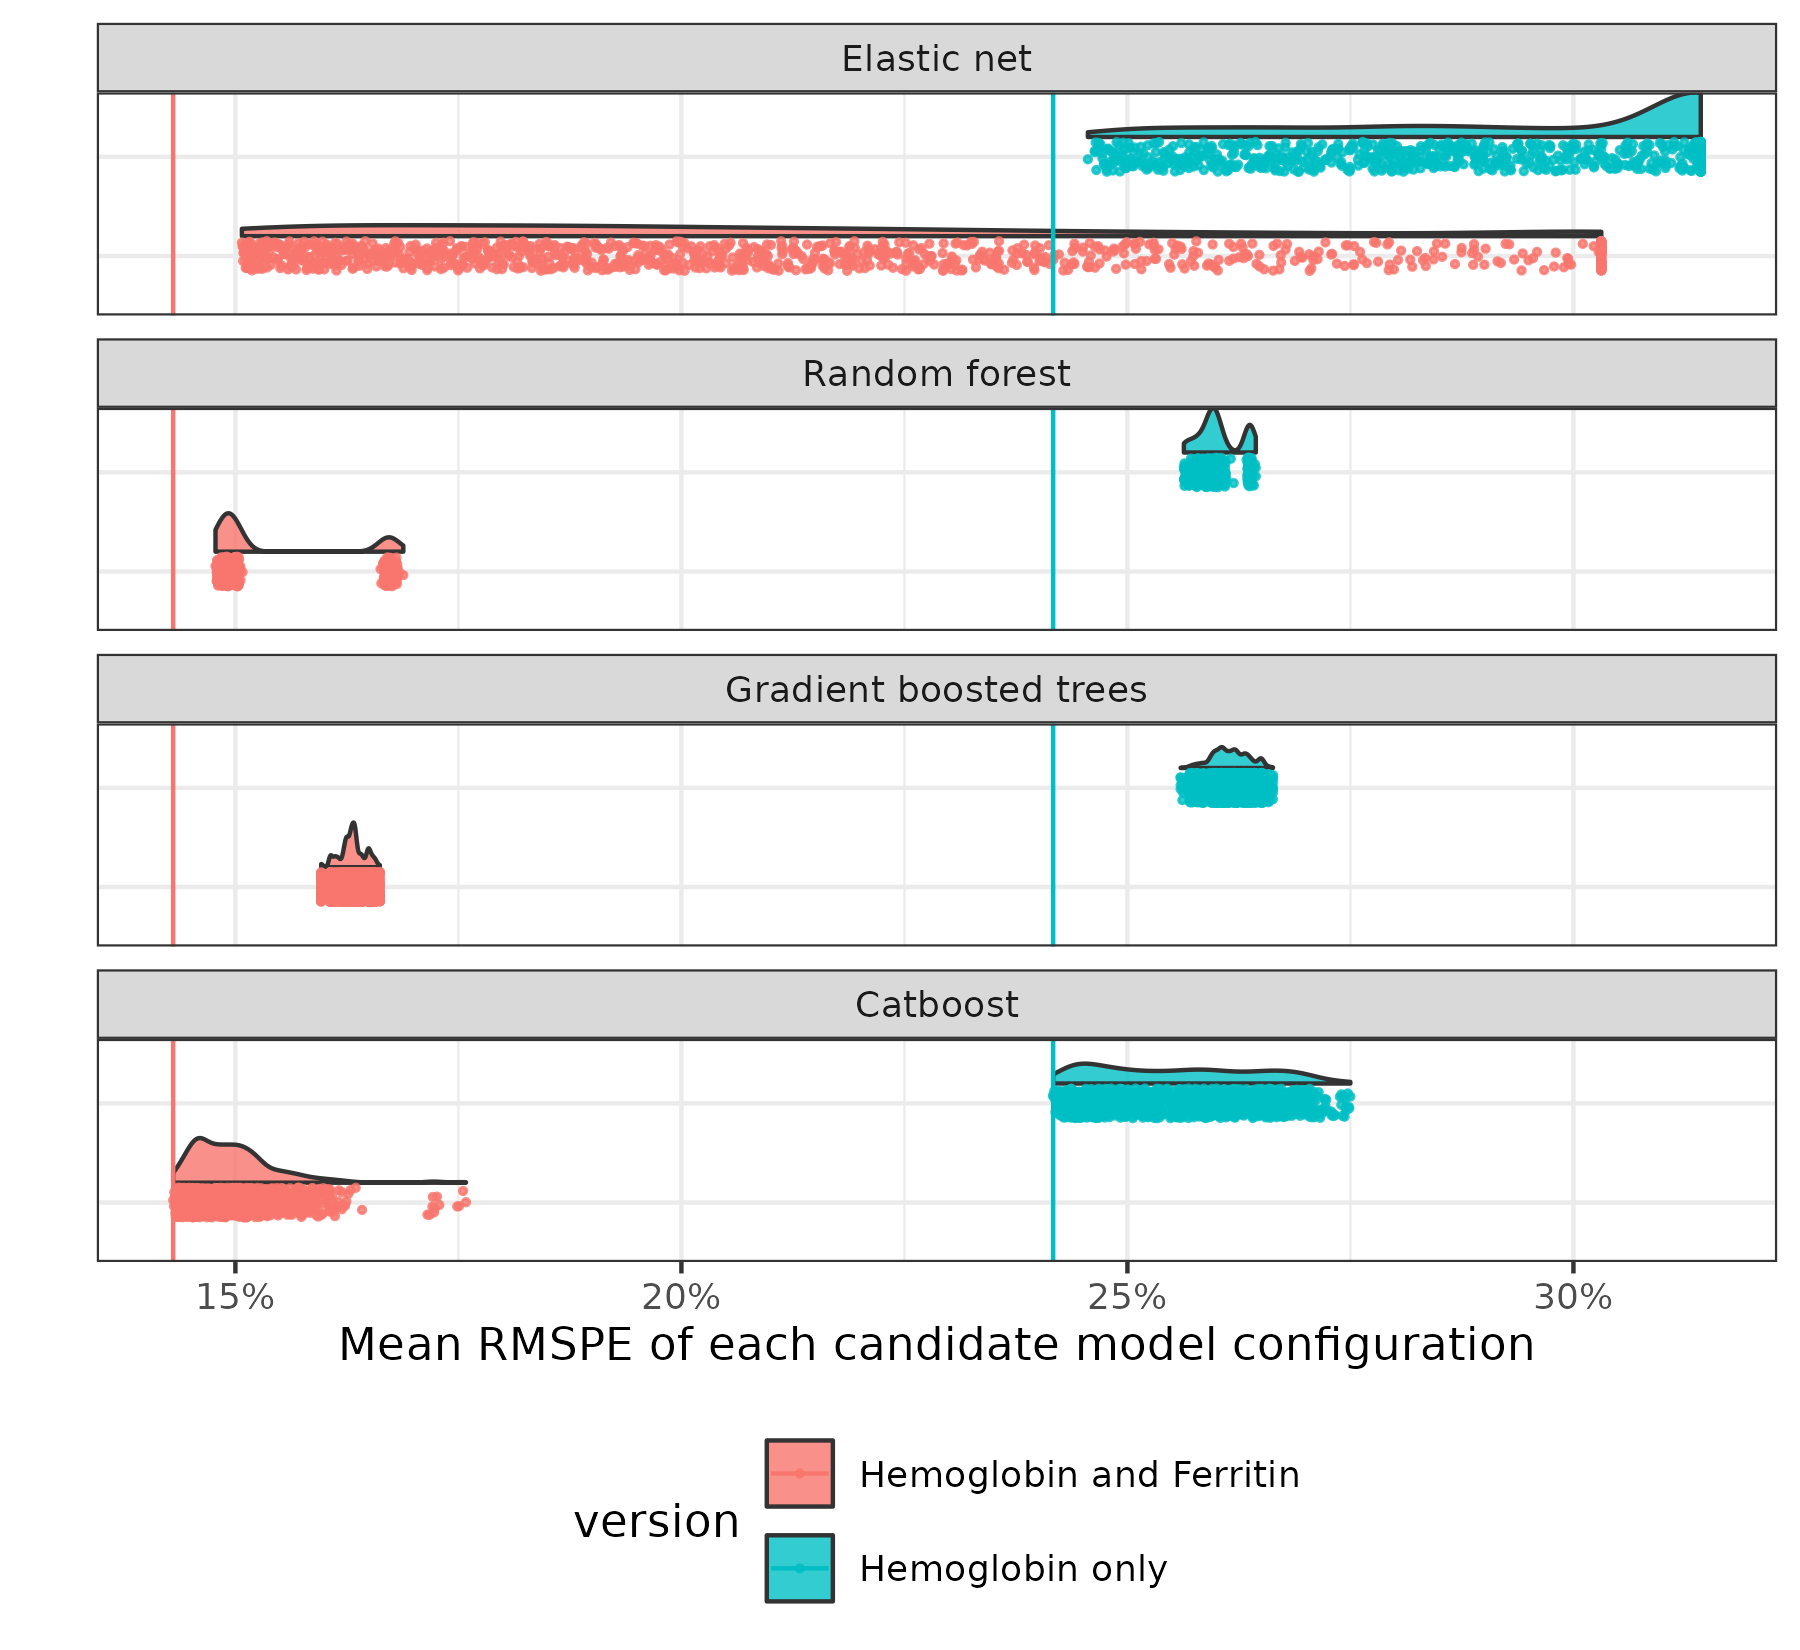 Elastic net
Random forest
Gradient boosted trees
Catboost
15% 20% 25% 30%
Mean RMSPE of each candidate model configuration
version
Hemoglobin and Ferritin
Hemoglobin only